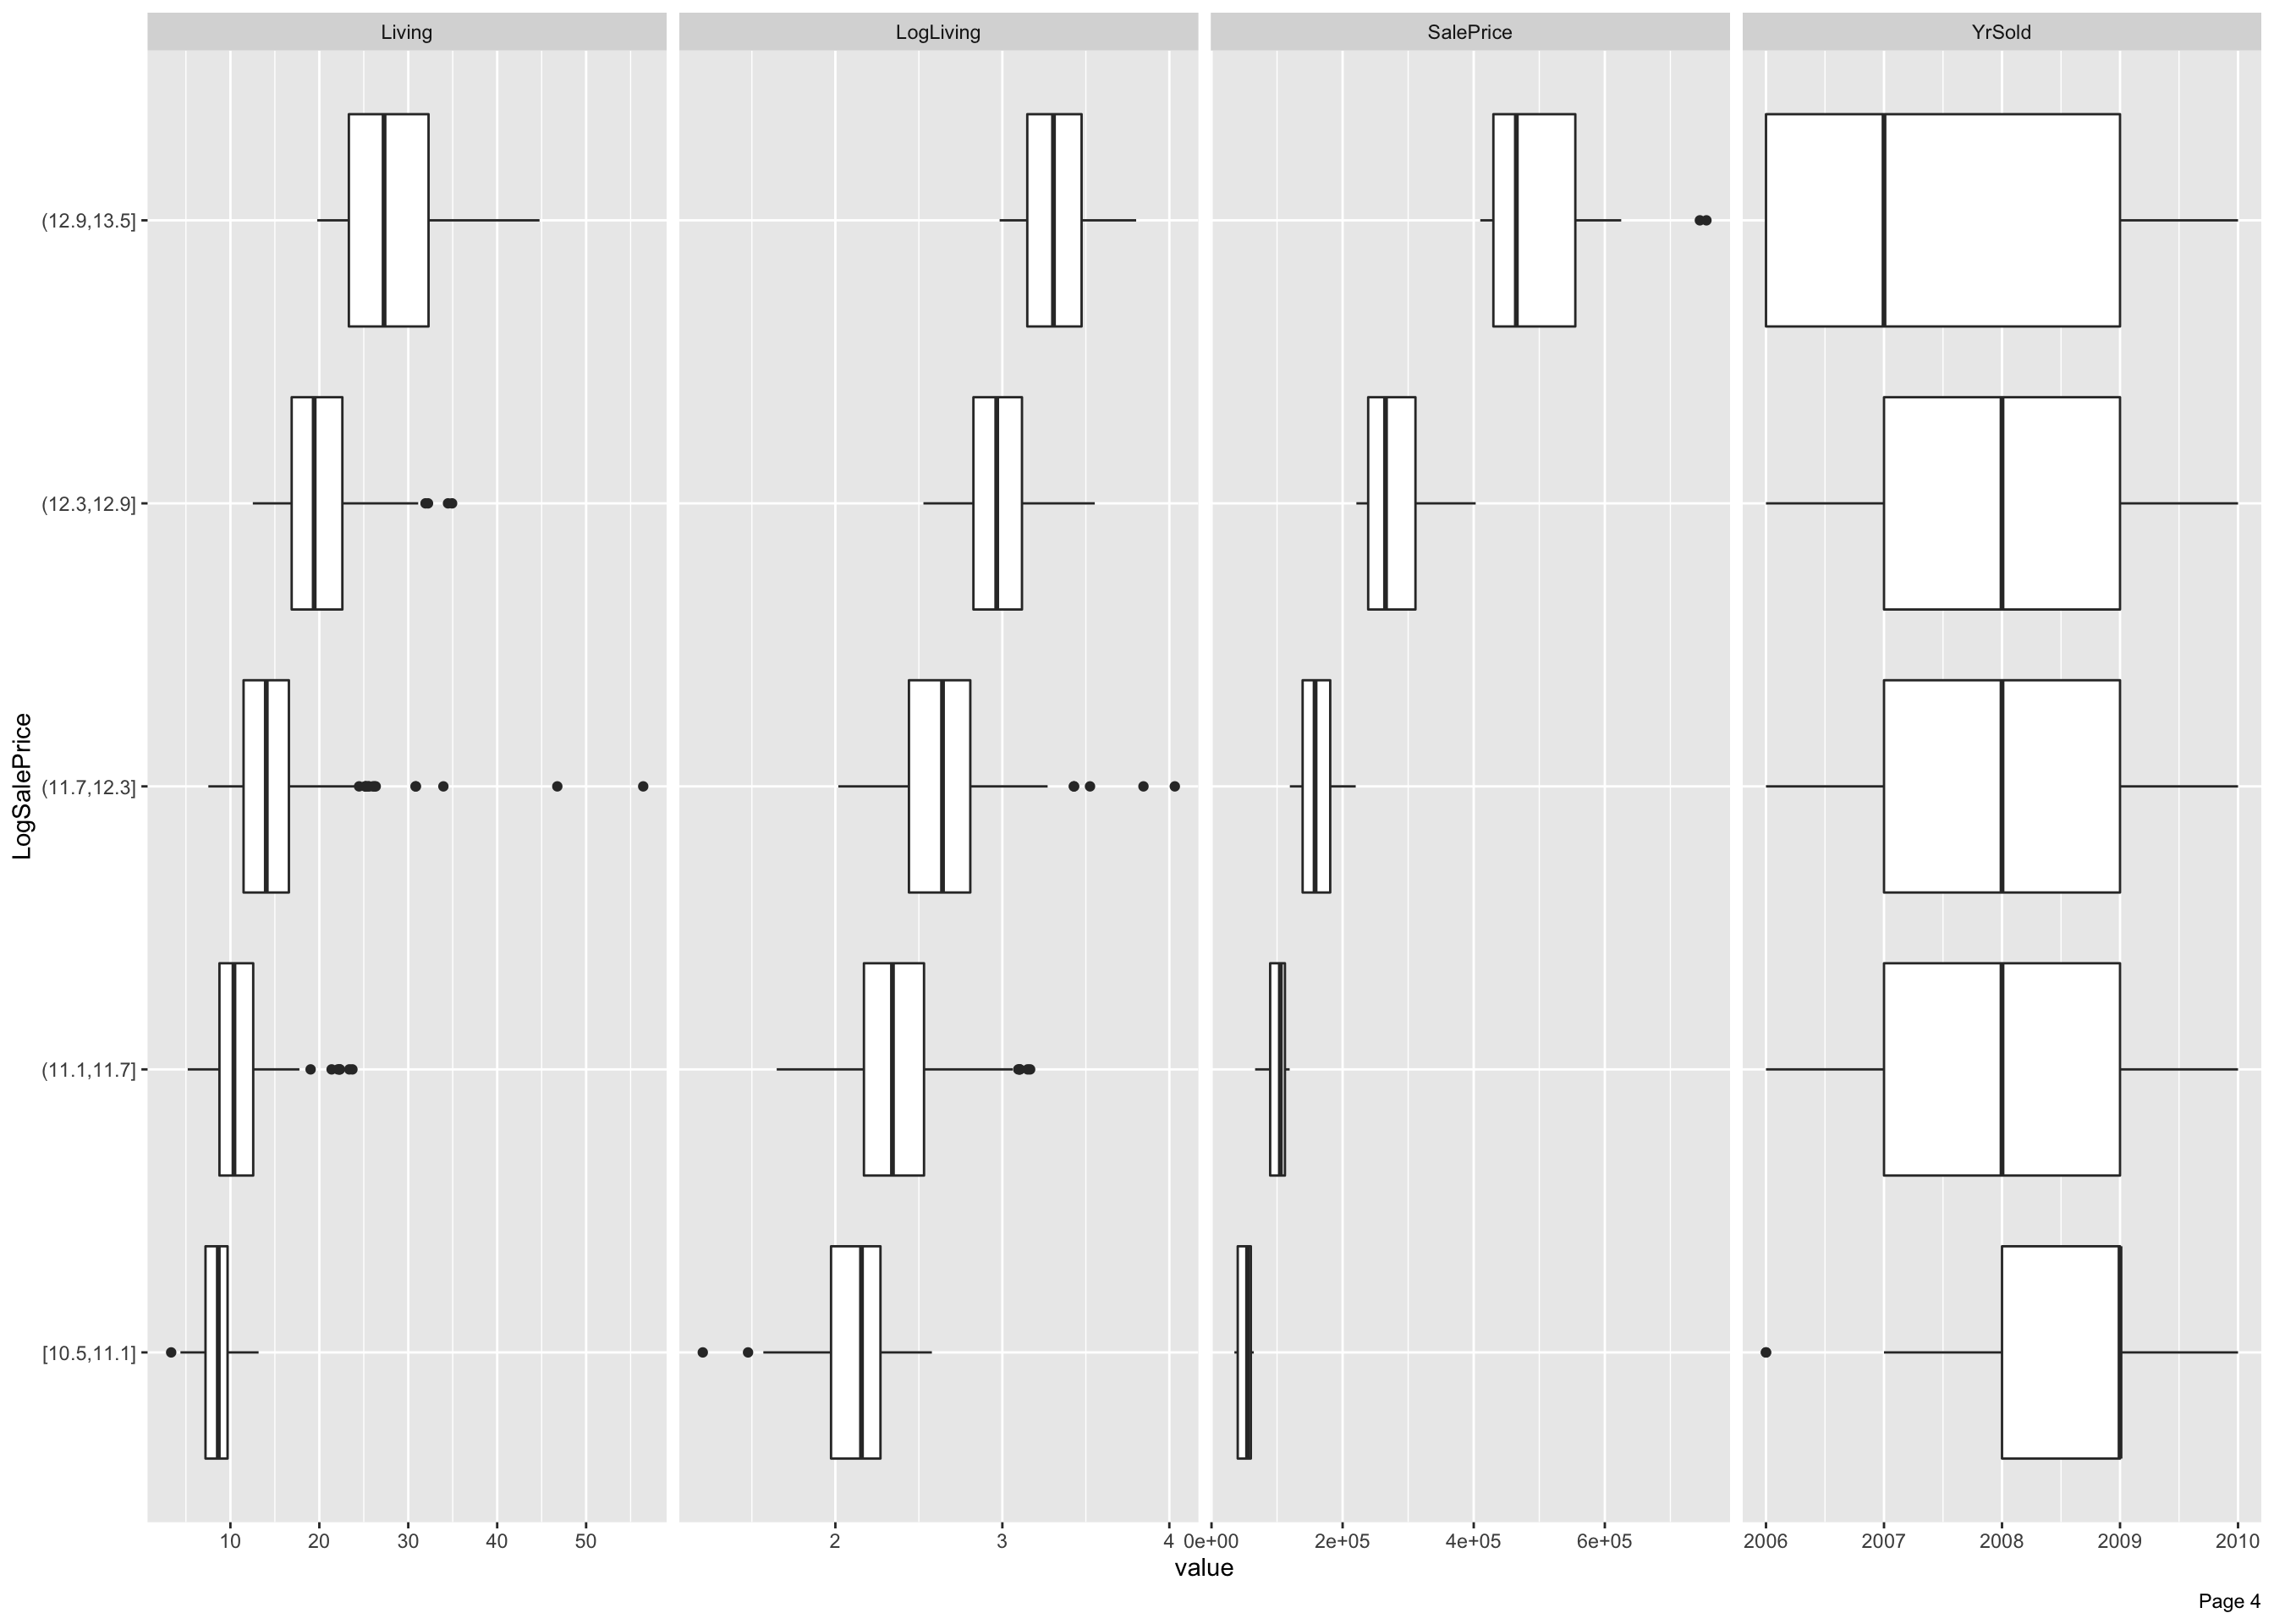 Living LogLiving SalePrice YrSold
LogSalePrice
(12.9,13.5]
(12.3,12.9]
(11.7,12.3]
(11.1,11.7]
[10.5,11.1]
10 20 30 40 50 2 3 4 0e+00 2e+05 4e+05 6e+05 2006 2007 2008 2009 2010
value
Page 4